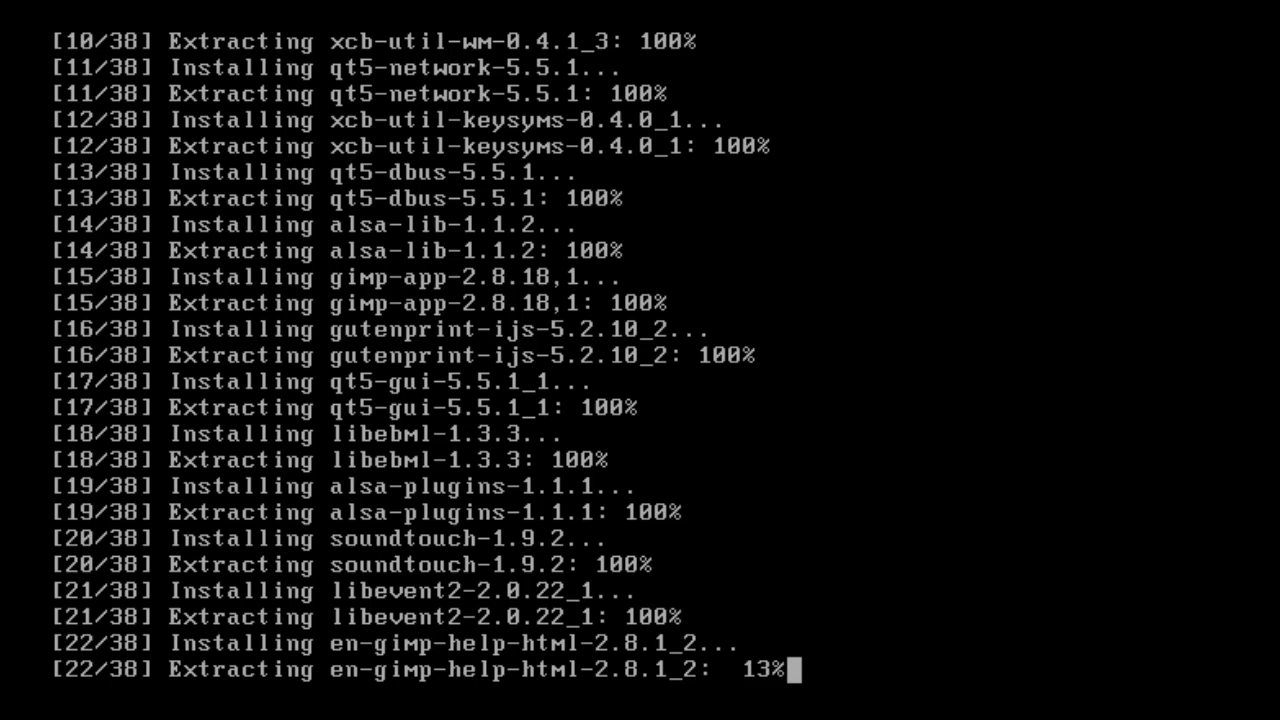 [10/38] Extracting xcb-util-wm-0.4.1_3: 100%
[11/38] Installing qt5-network-5.5.1...
[11/38] Extracting qt5-network-5.5.1: 100%
[12/38] Installing xcb-util-keysyms-0.4.0_1...
[12/38] Extracting xcb-util-keysyms-0.4.0_1: 100%
[13/38] Installing qt5-dbus-5.5.1...
[13/38] Extracting qt5-dbus-5.5.1: 100%
[14/38] Installing alsa-lib-1.1.2...
[14/38] Extracting alsa-lib-1.1.2: 100%
[15/38] Installing gimp-app-2.8.18,1...
[15/38] Extracting gimp-app-2.8.18,1: 100%
[16/38] Installing gutenprint-ijs-5.2.10_2...
[16/38] Extracting gutenprint-ijs-5.2.10_2: 100%
[17/38] Installing qt5-gui-5.5.1_1...
[17/38] Extracting qt5-gui-5.5.1_1: 100%
[18/38] Installing libebml-1.3.3...
[18/38] Extracting libebml-1.3.3: 100%
[19/38] Installing alsa-plugins-1.1.1...
[19/38] Extracting alsa-plugins-1.1.1: 100%
[20/38] Installing soundtouch-1.9.2...
[20/38] Extracting soundtouch-1.9.2: 100%
[21/38] Installing libevent2-2.0.22_1...
[21/38] Extracting libevent2-2.0.22_1: 100%
[22/38] Installing en-gimp-help-html-2.8.1_2...
[22/38] Extracting en-gimp-help-html-2.8.1_2:  13%